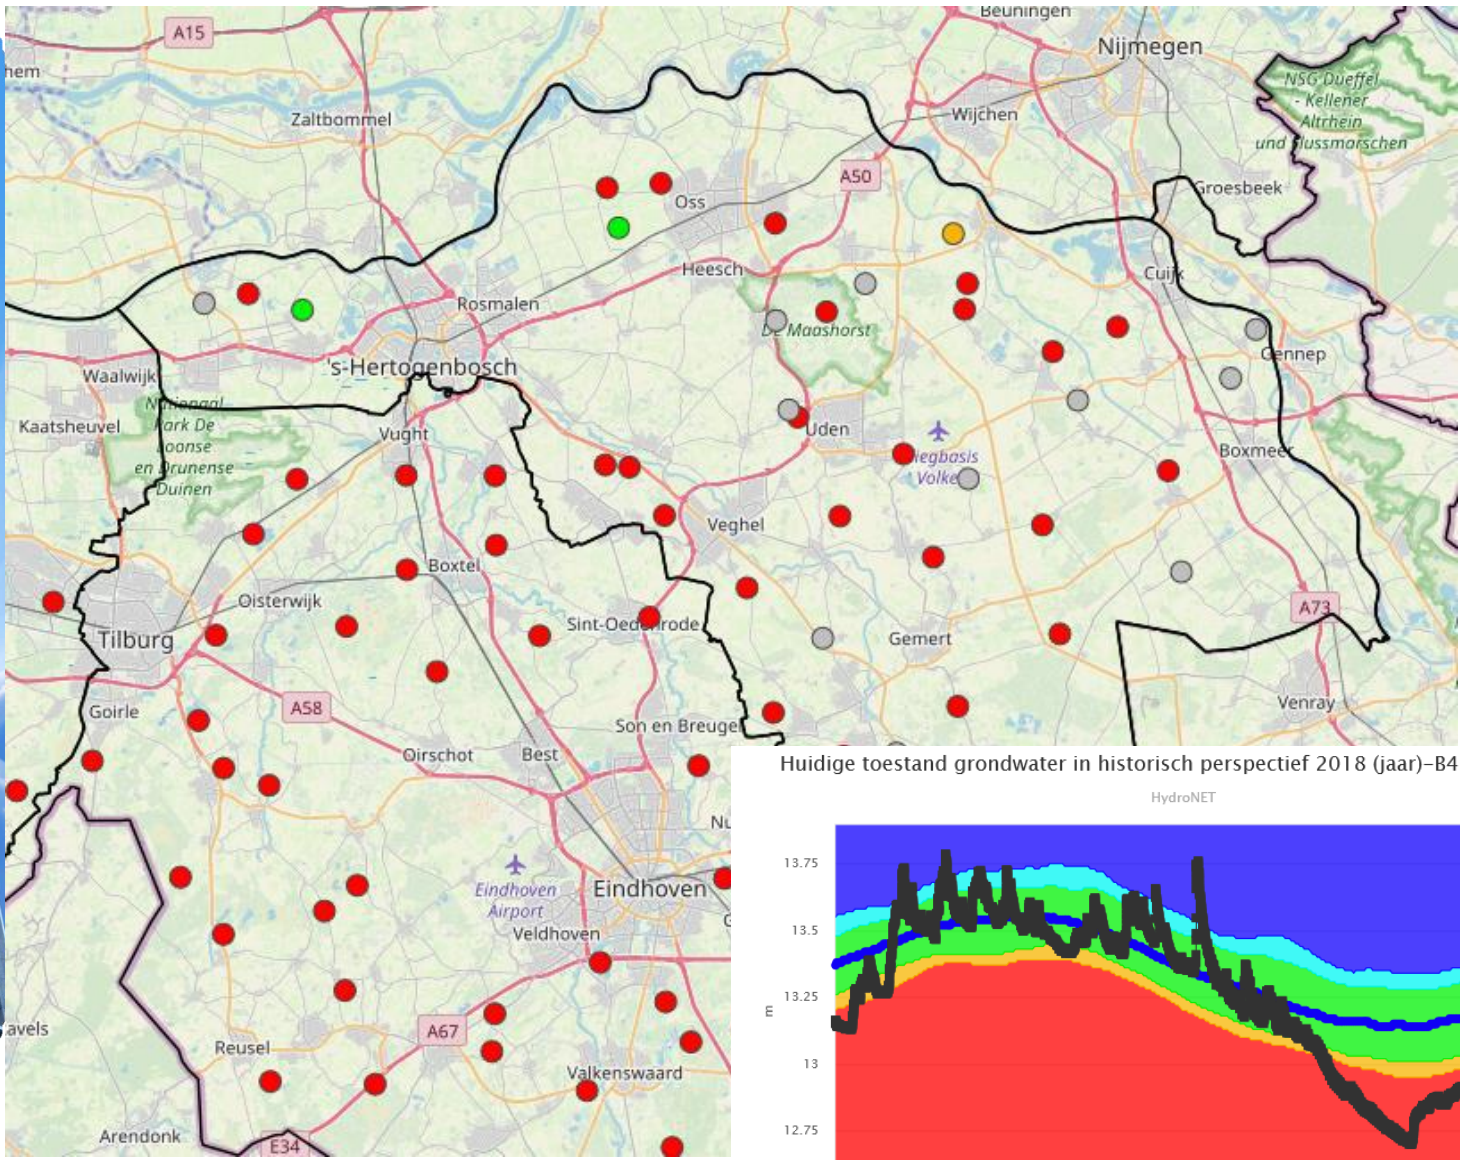 Beuningen
A15
Nijmegen
hem
NSG Dueffel
- Kellener
Altrhein
und Flussmarschen
Zaltbommel
Wijchen
A50
Groesbeek
Oss
Heesch
Cuijk
Rosmalen
De Maashorst
's-Hertogenbosch
Gennep
Waalwijk
Nationaal
Park De
Loonse
en Drunense
Duinen
Kaatsheuvel
Vught
Uden
Vliegbasis
Volkel
Boxmeer
Veghel
Boxtel
Oisterwijk
A73
Sint-Oedenrode
Tilburg
Gemert
A58
Goirle
Venray
Son en Breugel
Oirschot
Best
Huidige toestand grondwater in historisch perspectief 2018 (jaar)-B4
HydroNET
Nu
13.75
Eindhoven
Airport
Eindhoven
Veldhoven
13.5
13.25
m
avels
A67
Reusel
13
Valkenswaard
Arendonk
E34
12.75